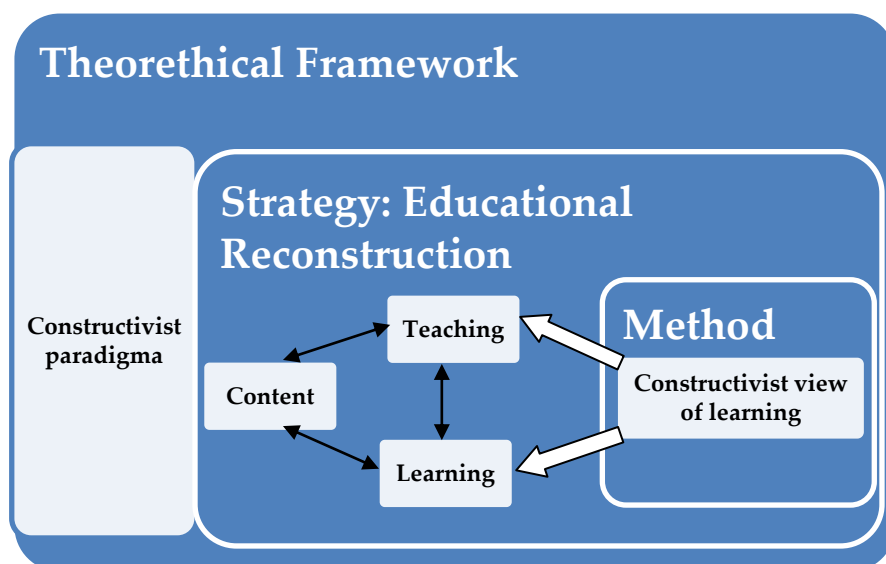 Theorethical Framework
Strategy: Educational
Reconstruction
Constructivist
paradigma
Teaching
Method
Content
Constructivist view
of learning
Learning